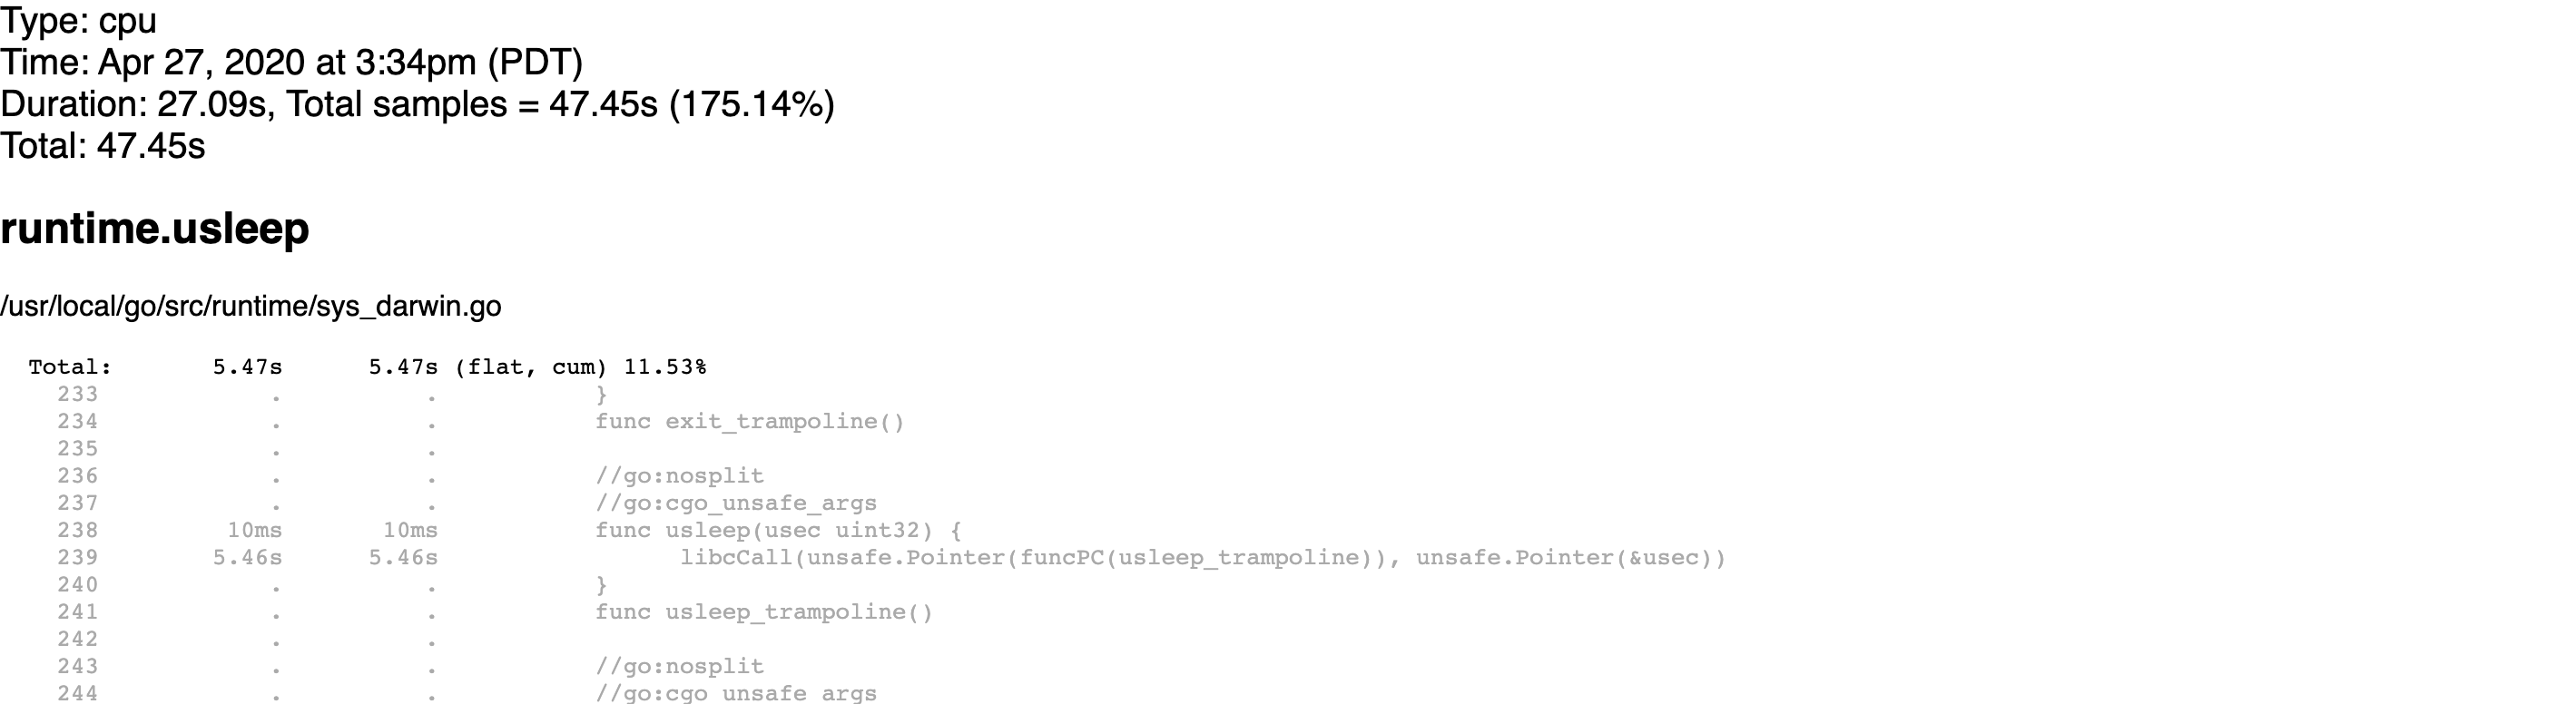 Type: cpu
Time: Apr 27, 2020 at 3:34pm (PDT)
Duration: 27.09s, Total samples = 47.45s (175.14%)
Total: 47.45s
runtime.usleep
/usr/local/go/src/runtime/sys_darwin.go
Total: 5.47s 5.47s (flat, cum) 11.53%
233 . . }
234 . . func exit_trampoline()
235 . .
236 . . //go:nosplit
237 . . //go:cgo_unsafe_args
238 10ms 10ms func usleep(usec uint32) {
239 5.46s 5.46s libcCall(unsafe.Pointer(funcPC(usleep_trampoline)), unsafe.Pointer(&usec))
240 . . }
241 . . func usleep_trampoline()
242 . .
243 . . //go:nosplit
244 . . //go:cgo unsafe args